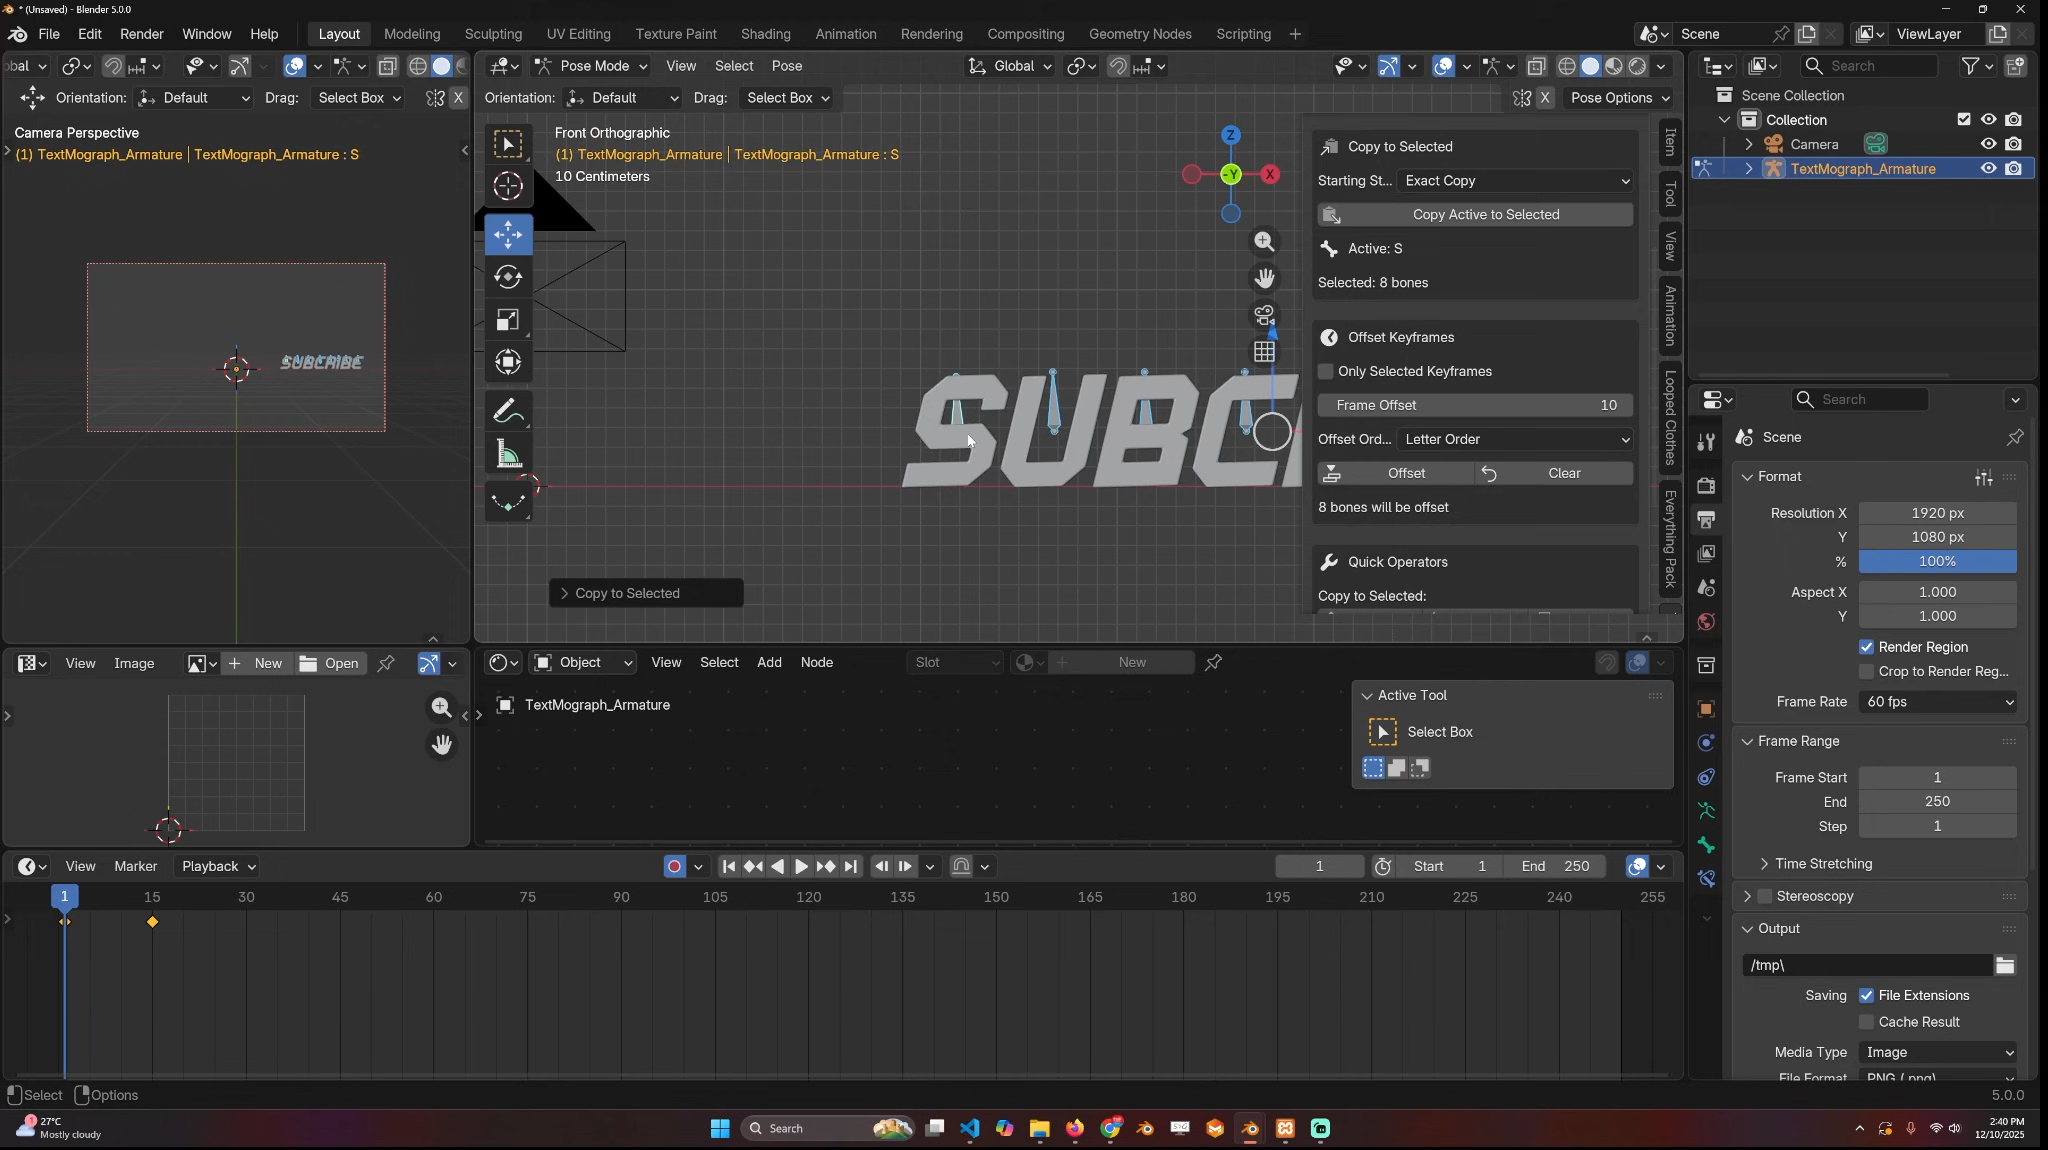 * (Unsaved) - Blender 5.0.0
File Edit Render Window Help Layout Modeling Sculpting UV Editing Texture Paint Shading Animation Rendering Compositing Geometry Nodes Scripting + Scene ViewLayer
bal Pose Mode View Select Pose Global Search
Orientation: Default Drag: Select Box X Orientation: Default Drag: Select Box X Pose Options
Scene Collection
Collection
Camera
TextMograph_Armature
Camera Perspective
(1) TextMograph_Armature | TextMograph_Armature : S
SUBCRIBE
Front Orthographic
(1) TextMograph_Armature | TextMograph_Armature : S
10 Centimeters
SUBC
Z
-Y
X
Copy to Selected
Copy to Selected
Starting St... Exact Copy
Copy Active to Selected
Active: S
Selected: 8 bones
Offset Keyframes
Only Selected Keyframes
Frame Offset 10
Offset Ord... Letter Order
Offset Clear
8 bones will be offset
Quick Operators
Copy to Selected:
Item
Tool
View
Animation
Looped Clothes
Everything Pack
Search
Scene
Format
Resolution X 1920 px
Y 1080 px
% 100%
Aspect X 1.000
Y 1.000
Render Region
Crop to Render Reg...
Frame Rate 60 fps
Frame Range
Frame Start 1
End 250
Step 1
Time Stretching
Stereoscopy
Output
/tmp\
Saving File Extensions
Cache Result
Media Type Image
File Format PNG (.png)
View Image + New Open
Object View Select Add Node Slot + New
TextMograph_Armature
Active Tool
Select Box
View Marker Playback 1 Start 1 End 250
1 15 30 45 60 75 90 105 120 135 150 165 180 195 210 225 240 255
Select Options 5.0.0
27°C
Mostly cloudy
Search
2:40 PM
12/10/2025